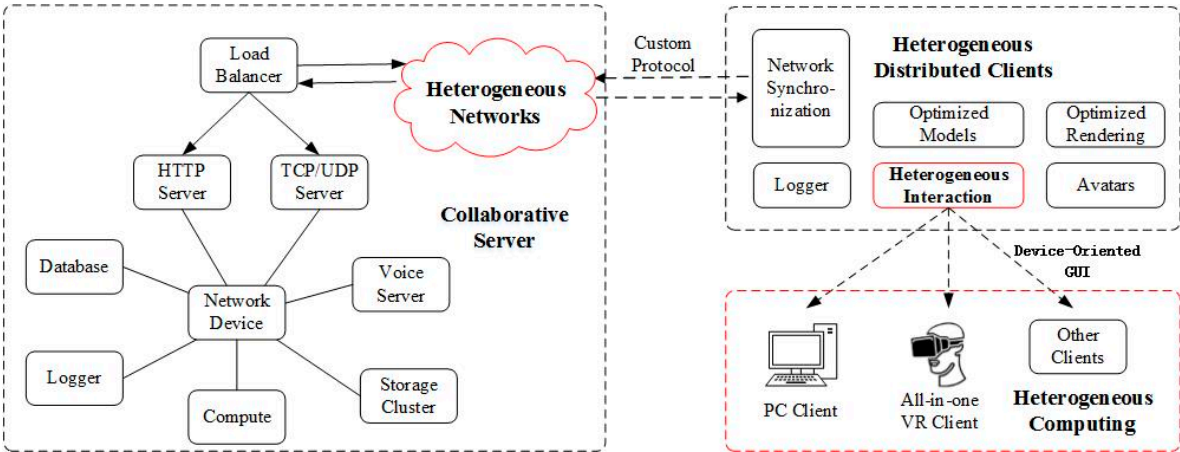 Load
Balancer
Heterogeneous
Networks
HTTP
Server
TCP/UDP
Server
Collaborative
Server
Database
Network
Device
Voice
Server
Logger
Compute
Storage
Cluster
Custom
Protocol
Network
Synchro-
nization
Heterogeneous
Distributed Clients
Optimized
Models
Optimized
Rendering
Logger
Heterogeneous
Interaction
Avatars
Device-Oriented
GUI
PC Client
All-in-one
VR Client
Other
Clients
Heterogeneous
Computing